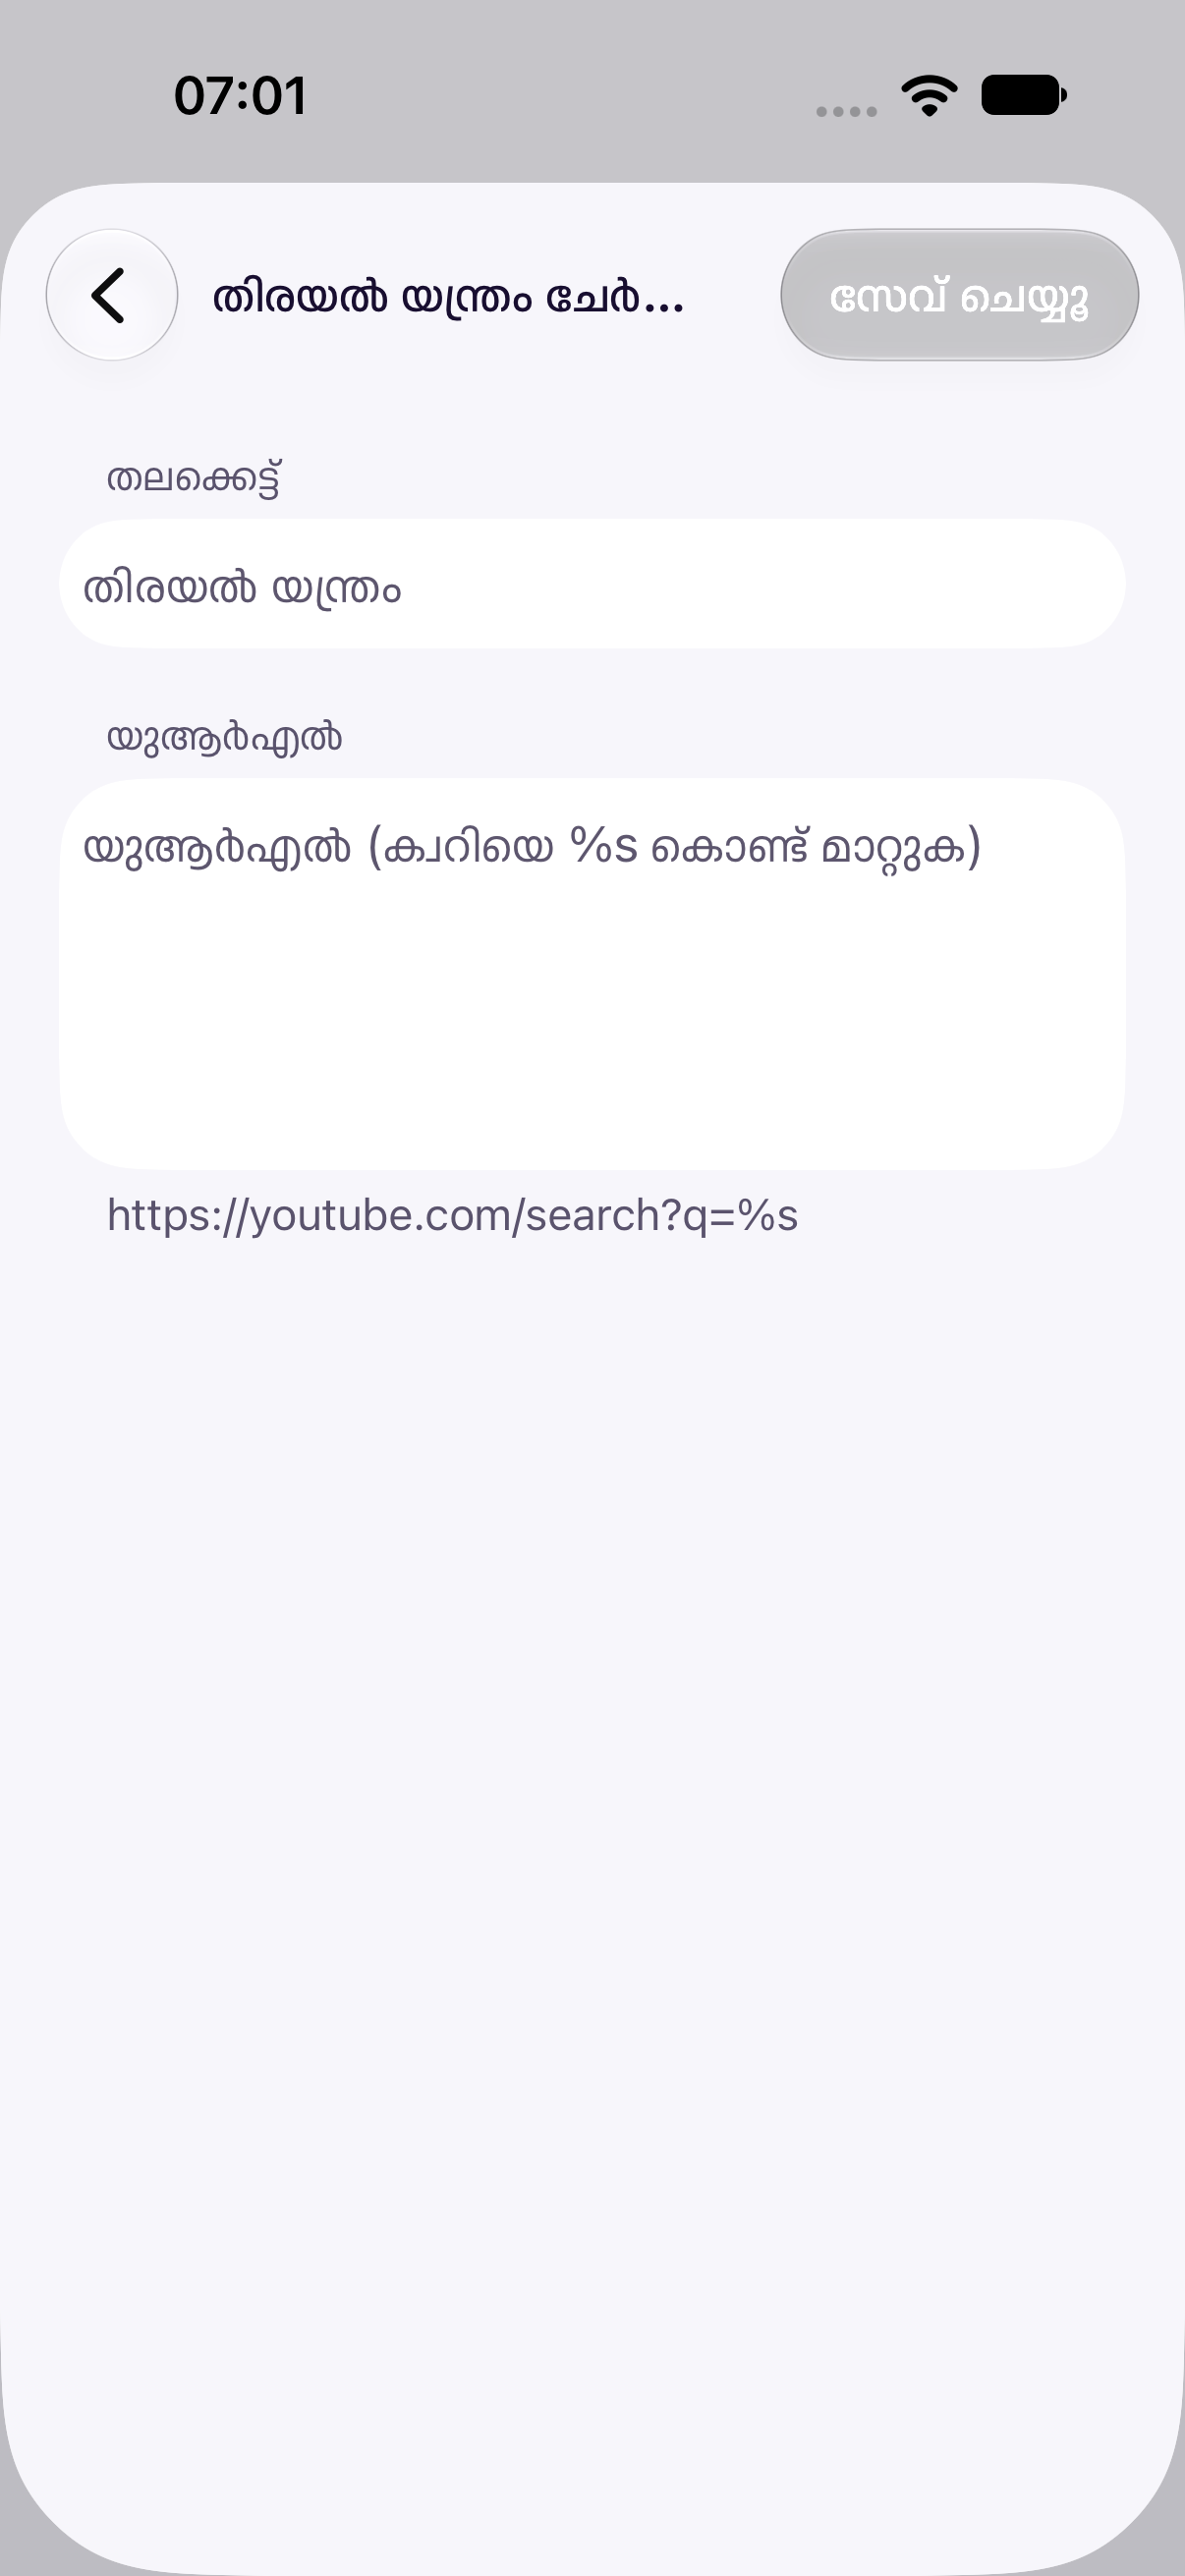 07:01
തിരയൽ യന്ത്രം ചേർ...
സേവ് ചെയ്യൂ
തലക്കെട്ട്
തിരയൽ യന്ത്രം
യുആർഎൽ
യുആർഎൽ (ക്വറിയെ %s കൊണ്ട് മാറ്റുക)
https://youtube.com/search?q=%s